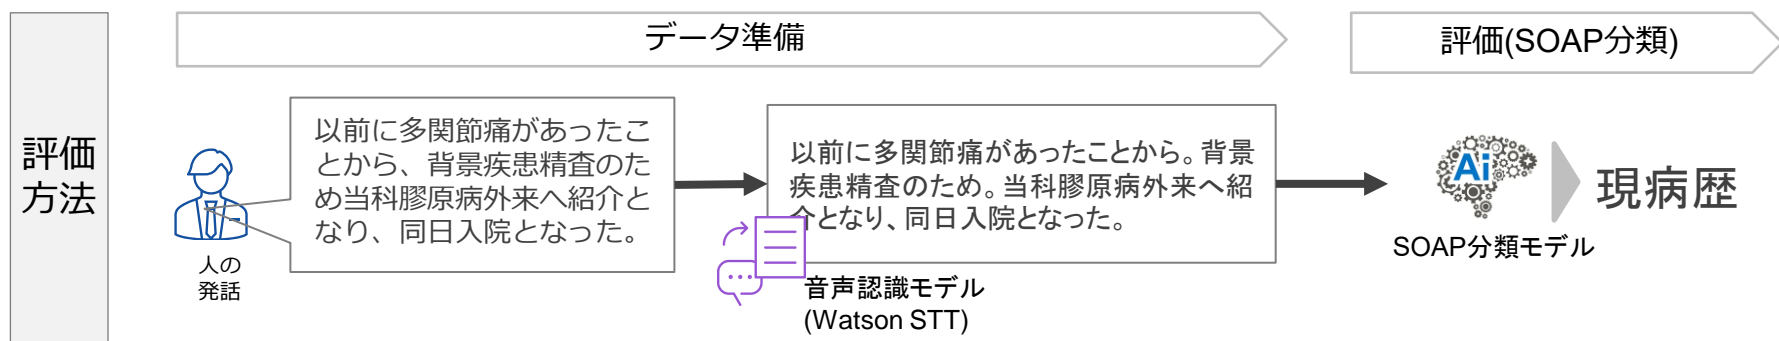 データ準備
評価(SOAP分類)
評価
方法
以前に多関節痛があったこ
とから、背景疾患精査のた
め当科膠原病外来へ紹介と
なり、同日入院となった。
人の
発話
以前に多関節痛があったことから。背景
疾患精査のため。当科膠原病外来へ紹
介となり、同日入院となった。
音声認識モデル
(Watson STT)
Ai
SOAP分類モデル
現病歴